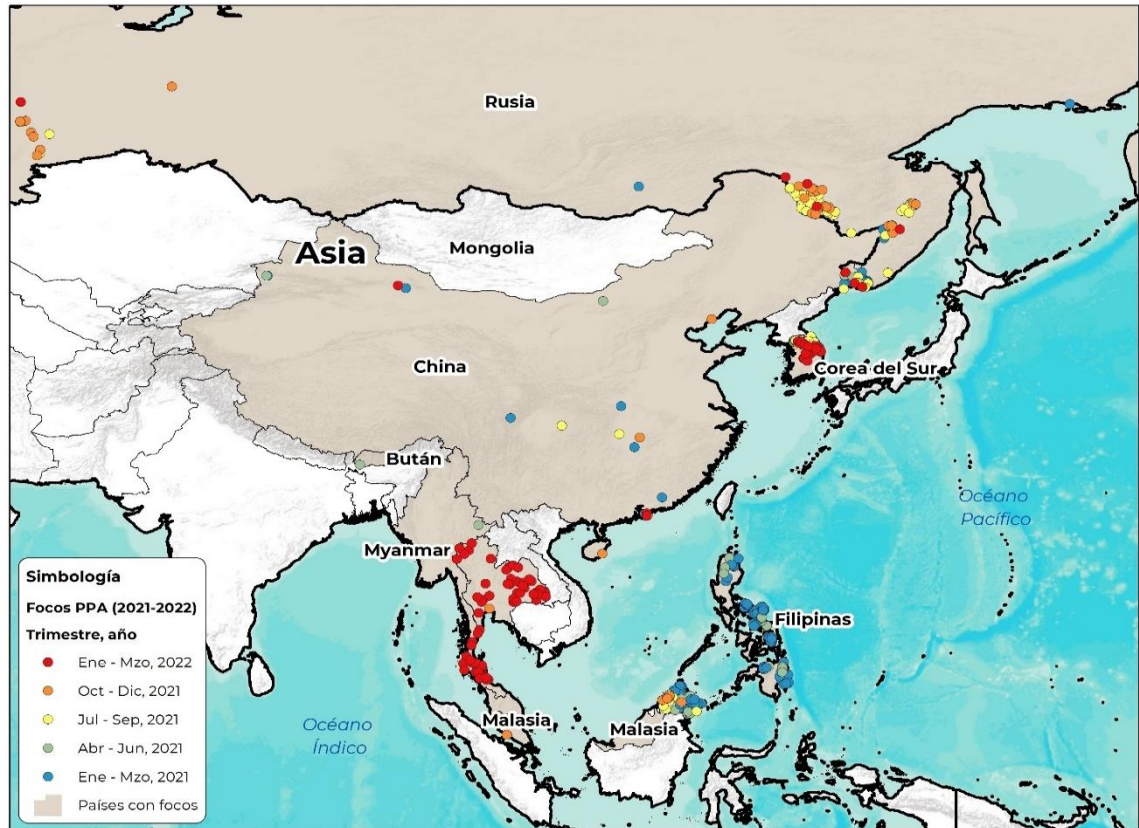 Rusia
Mongolia
Asia
China
Corea del Sur
Bután
Océano
Pacífico
Myanmar
Filipinas
Malasia
Malasia
Océano
Índico
Simbología
Focos PPA (2021-2022)
Trimestre, año
Ene - Mzo, 2022
Oct - Dic, 2021
Jul - Sep, 2021
Abr - Jun, 2021
Ene - Mzo, 2021
Países con focos